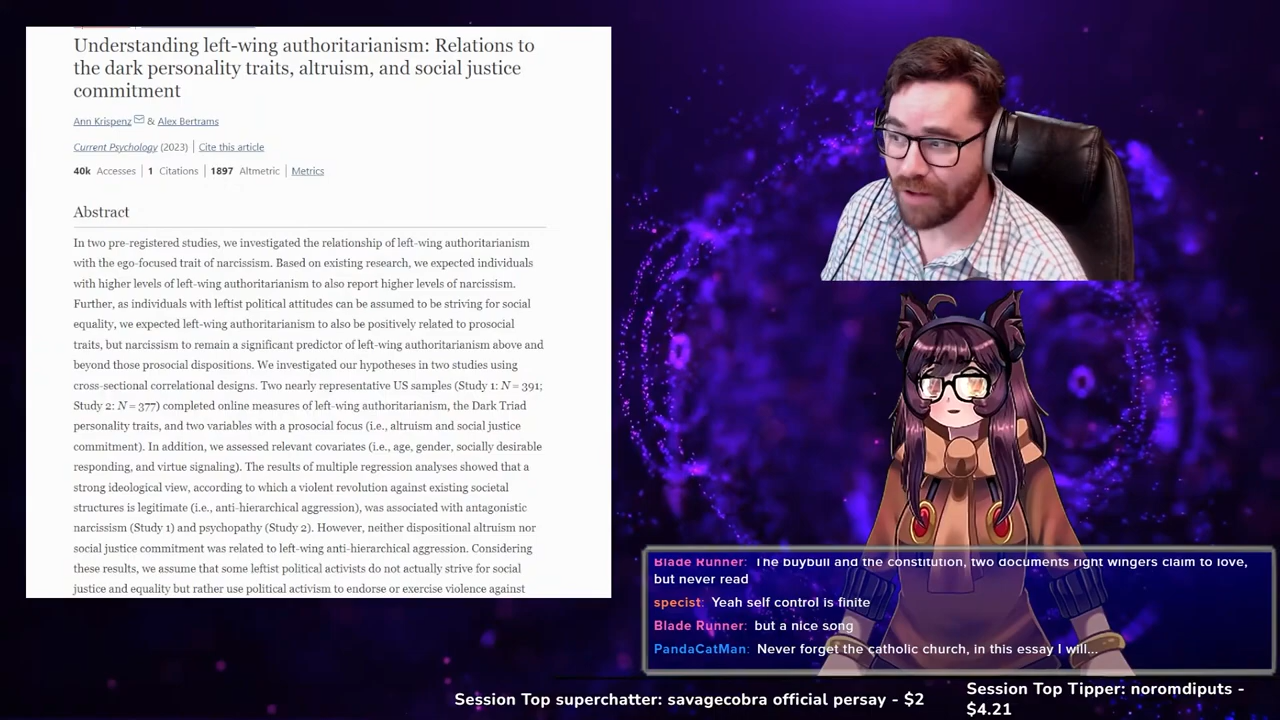 Understanding left-wing authoritarianism: Relations to
the dark personality traits, altruism, and social justice
commitment
Ann Krispenz & Alex Bertrams
Current Psychology (2023) | Cite this article
40k Accesses | 1 Citations | 1897 Altmetric | Metrics
Abstract
In two pre-registered studies, we investigated the relationship of left-wing authoritarianism
with the ego-focused trait of narcissism. Based on existing research, we expected individuals
with higher levels of left-wing authoritarianism to also report higher levels of narcissism.
Further, as individuals with leftist political attitudes can be assumed to be striving for social
equality, we expected left-wing authoritarianism to also be positively related to prosocial
traits, but narcissism to remain a significant predictor of left-wing authoritarianism above and
beyond those prosocial dispositions. We investigated our hypotheses in two studies using
cross-sectional correlational designs. Two nearly representative US samples (Study 1: N = 391;
Study 2: N = 377) completed online measures of left-wing authoritarianism, the Dark Triad
personality traits, and two variables with a prosocial focus (i.e., altruism and social justice
commitment). In addition, we assessed relevant covariates (i.e., age, gender, socially desirable
responding, and virtue signaling). The results of multiple regression analyses showed that a
strong ideological view, according to which a violent revolution against existing societal
structures is legitimate (i.e., anti-hierarchical aggression), was associated with antagonistic
narcissism (Study 1) and psychopathy (Study 2). However, neither dispositional altruism nor
social justice commitment was related to left-wing anti-hierarchical aggression. Considering
these results, we assume that some leftist political activists do not actually strive for social
justice and equality but rather use political activism to endorse or exercise violence against
Blade Runner: The buybull and the constitution, two documents right wingers claim to love,
but never read
specist: Yeah self control is finite
Blade Runner: but a nice song
PandaCatMan: Never forget the catholic church, in this essay I will...
Session Top superchatter: savagecobra official persay - $2
Session Top Tipper: noromdiputs -
$4.21